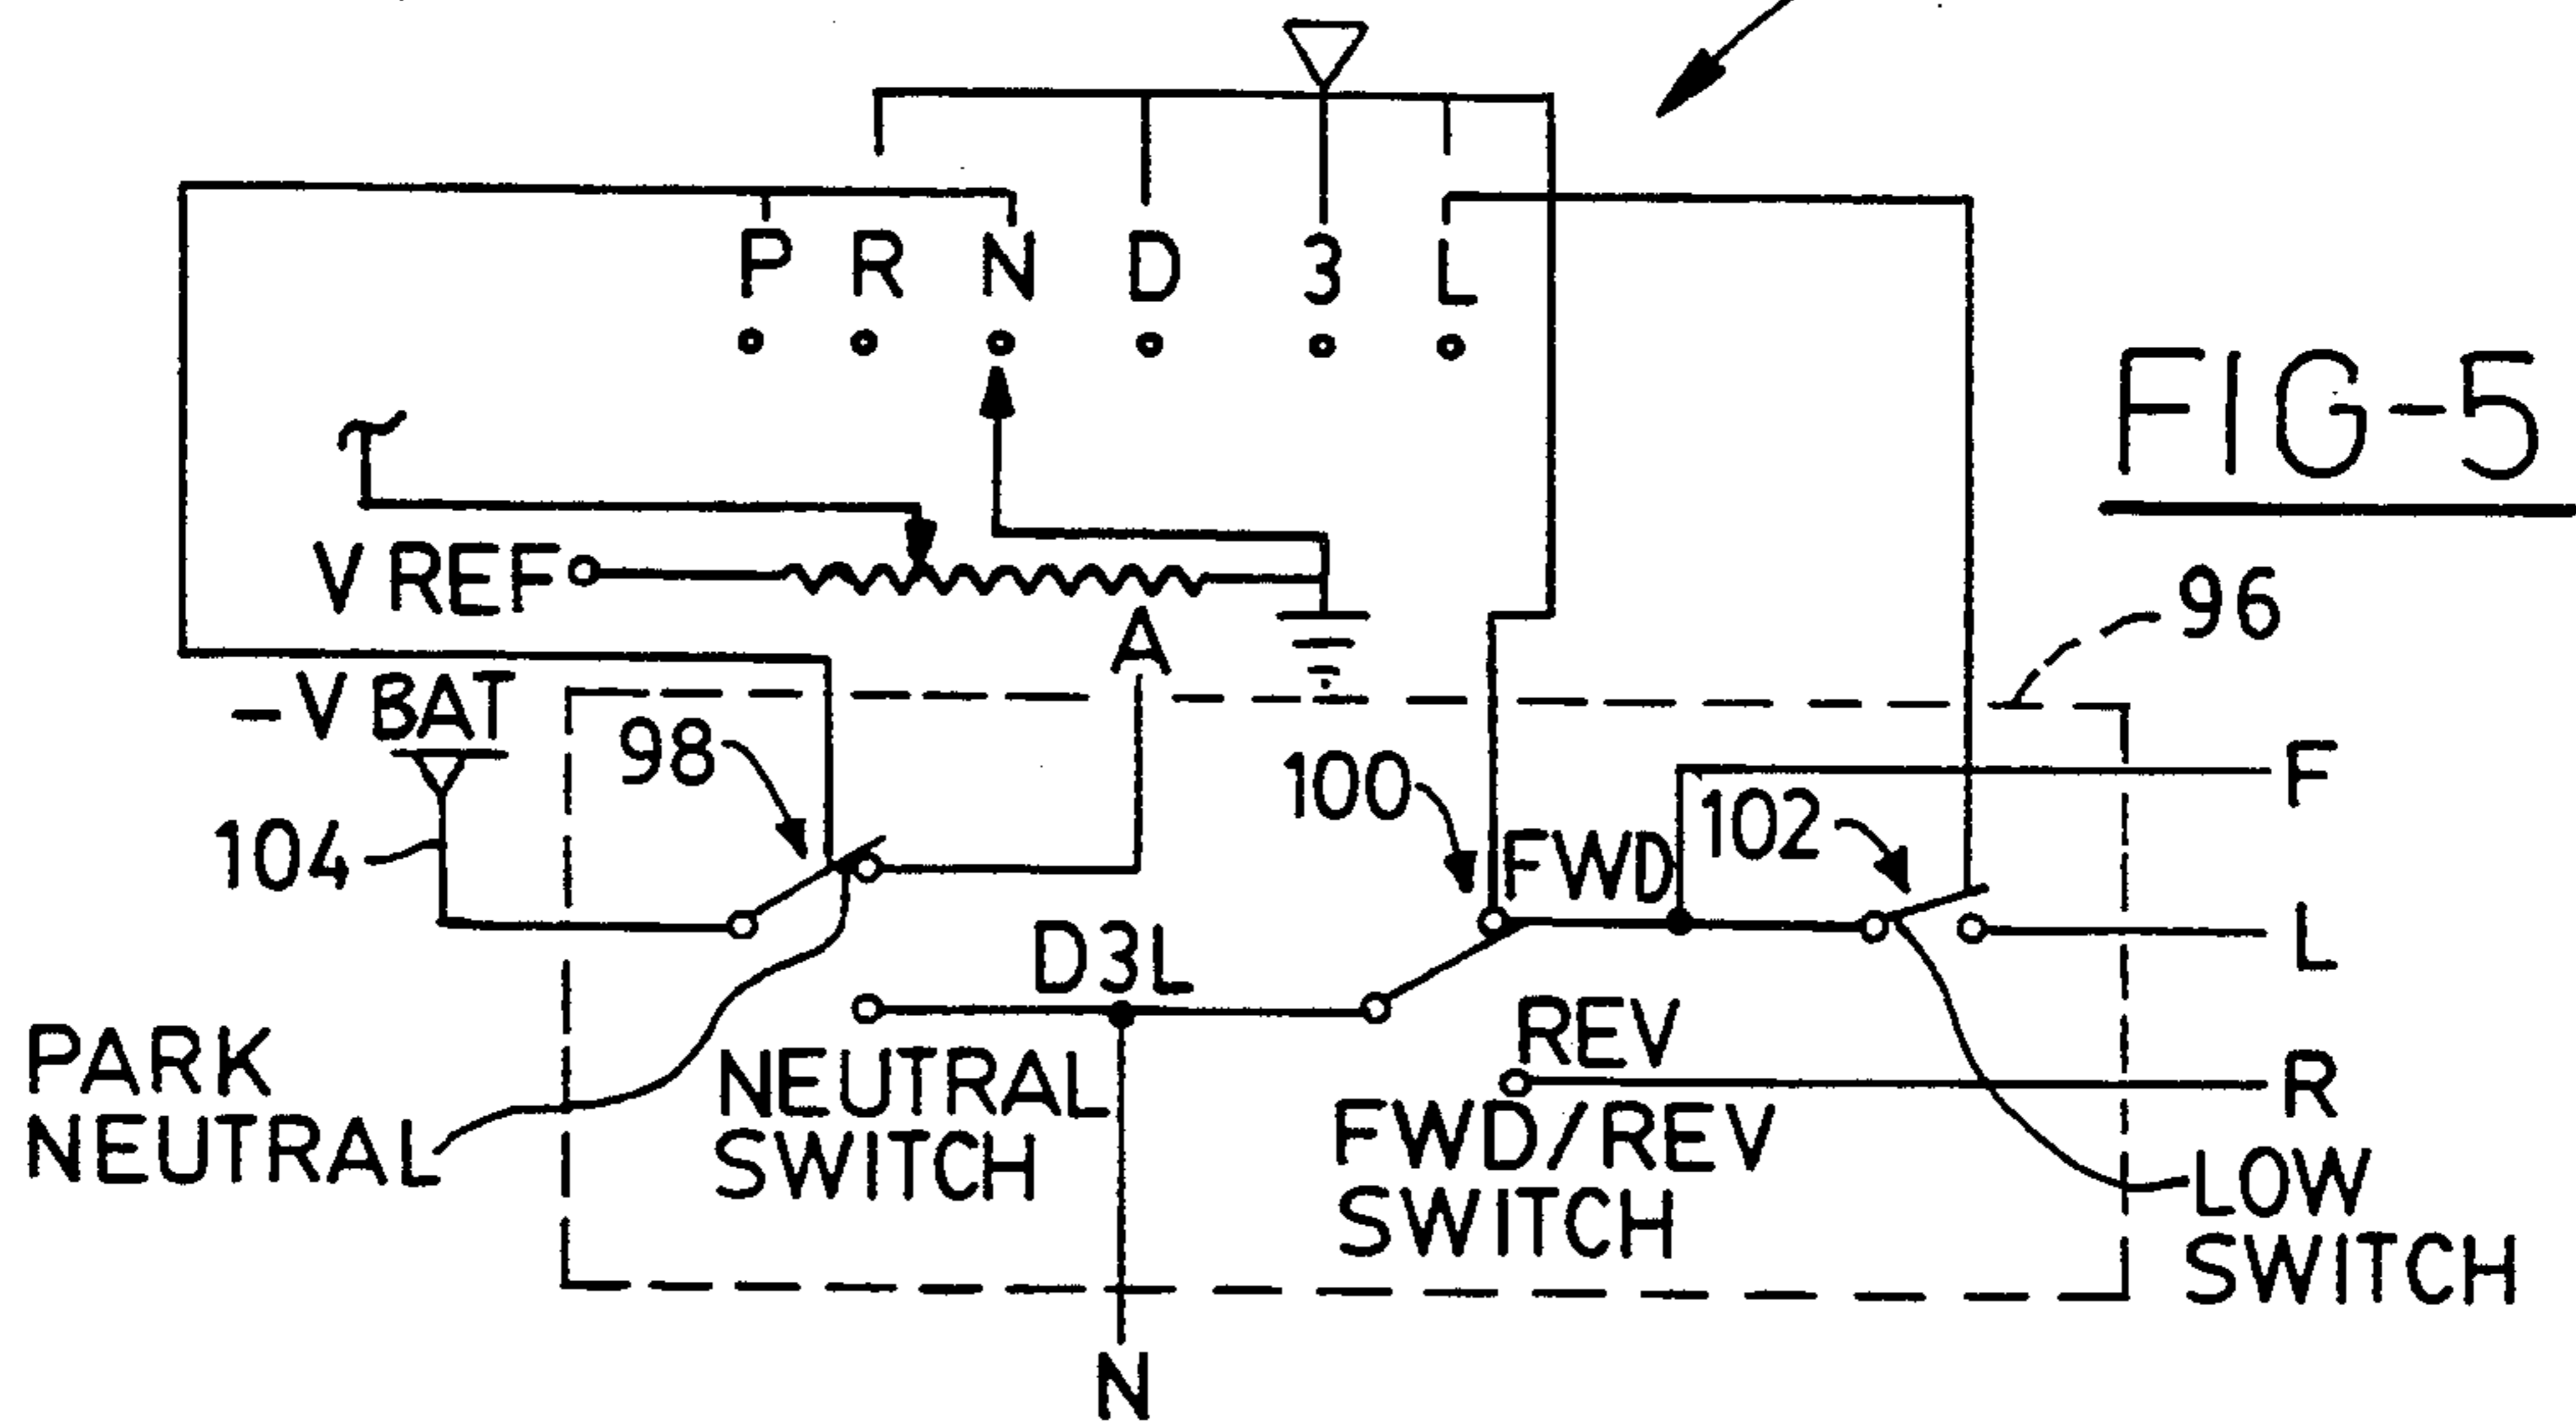 P R N D 3 L
FIG-5
V REF
A
96
-V BAT
98
104
100
FWD
102
F
L
D3L
REV
R
PARK
NEUTRAL
NEUTRAL
SWITCH
FWD/REV
SWITCH
LOW
SWITCH
N